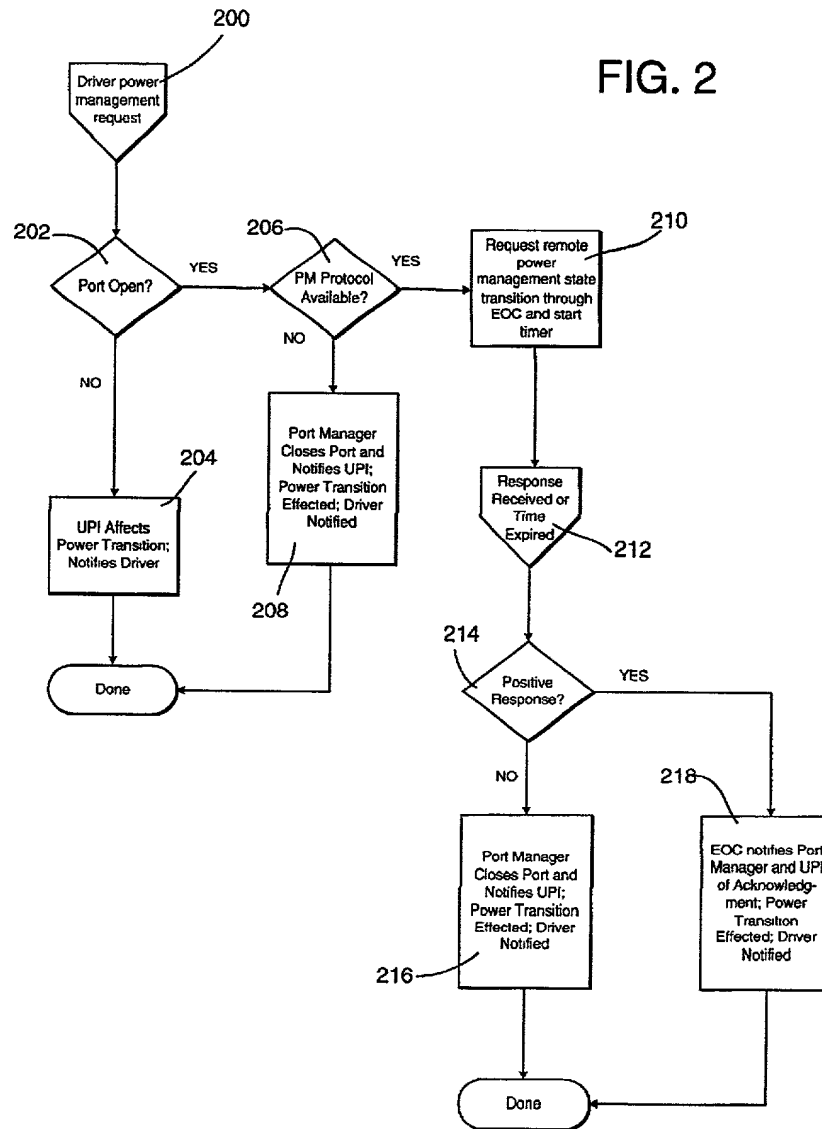 FIG. 2
200
Driver power
management
request
202
Port Open?
YES
NO
206
PM Protocol
Available?
YES
NO
210
Request remote
power
management state
transition through
EOC and start
timer
204
UPI Affects
Power Transition;
Notifies Driver
Port Manager
Closes Port and
Notifies UPI;
Power Transition
Effected; Driver
Notified
208
Done
Response
Received or
Time
Expired
212
214
Positive
Response?
YES
NO
Port Manager
Closes Port and
Notifies UPI;
Power Transition
Effected; Driver
Notified
216
218
EOC notifies Port
Manager and UPI
of Acknowledg-
ment; Power
Transition
Effected; Driver
Notified
Done